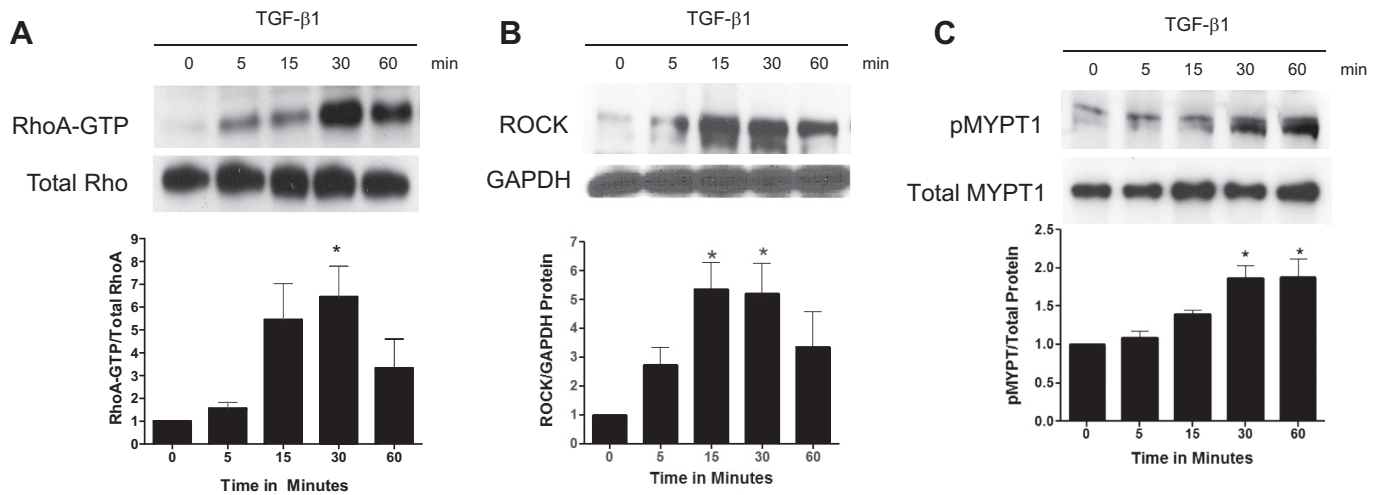 A
TGF-β1
0 5 15 30 60 min
RhoA-GTP
Total Rho
RhoA-GTP/Total RhoA
9
8
7
6
5
4
3
2
1
0
*
0 5 15 30 60
Time in Minutes
B
TGF-β1
0 5 15 30 60 min
ROCK
GAPDH
ROCK/GAPDH Protein
7
6
5
4
3
2
1
0
* *
0 5 15 30 60
Time in Minutes
C
TGF-β1
0 5 15 30 60 min
pMYPT1
Total MYPT1
pMYPT/Total Protein
2.5
2.0
1.5
1.0
0.5
0.0
* *
0 5 15 30 60
Time in Minutes